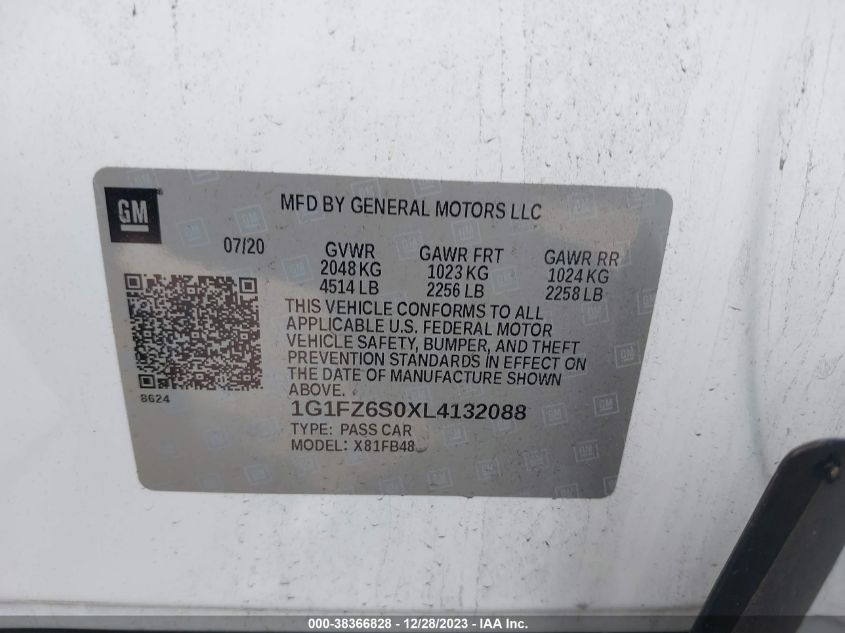 GM
MFD BY GENERAL MOTORS LLC
07/20 GVWR GAWR FRT GAWR RR
2048 KG 1023 KG 1024 KG
4514 LB 2256 LB 2258 LB
THIS VEHICLE CONFORMS TO ALL
APPLICABLE U.S. FEDERAL MOTOR
VEHICLE SAFETY, BUMPER, AND THEFT
PREVENTION STANDARDS IN EFFECT ON
THE DATE OF MANUFACTURE SHOWN
ABOVE.
8624
1G1FZ6S0XL4132088
TYPE: PASS CAR
MODEL: X81FB48
000-38366828 - 12/28/2023 - IAA Inc.